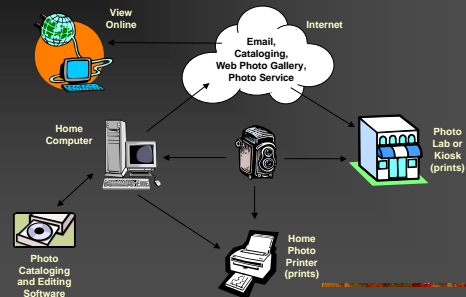 View
Online
Internet
Email,
Cataloging,
Web Photo Gallery,
Photo Service
Home
Computer
Photo
Lab or
Kiosk
(prints)
Photo
Cataloging
and Editing
Software
Home
Photo
Printer
(prints)